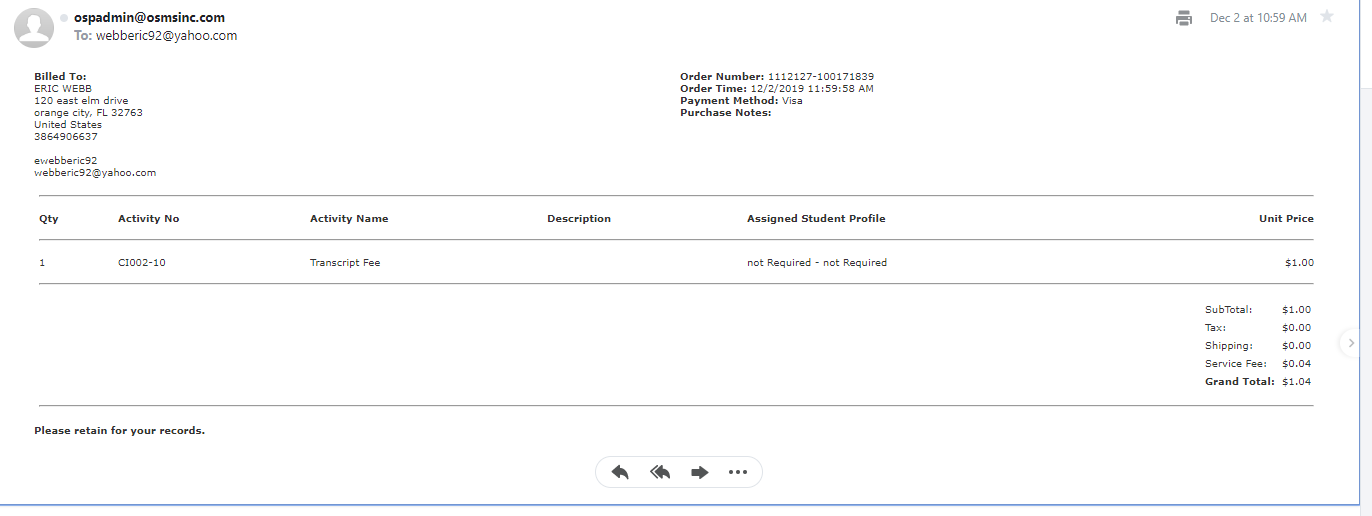 ospadmin@osmsinc.com
Dec 2 at 10:59 AM
To: webberic92@yahoo.com
Billed To:
ERIC WEBB
120 east elm drive
orange city, FL 32763
United States
3864906637
ewebberic92
webberic92@yahoo.com
Order Number: 1112127-100171839
Order Time: 12/2/2019 11:59:58 AM
Payment Method: Visa
Purchase Notes:
Qty Activity No Activity Name Description Assigned Student Profile Unit Price
1 CI002-10 Transcript Fee not Required - not Required $1.00
SubTotal: $1.00
Tax: $0.00
Shipping: $0.00
Service Fee: $0.04
Grand Total: $1.04
Please retain for your records.